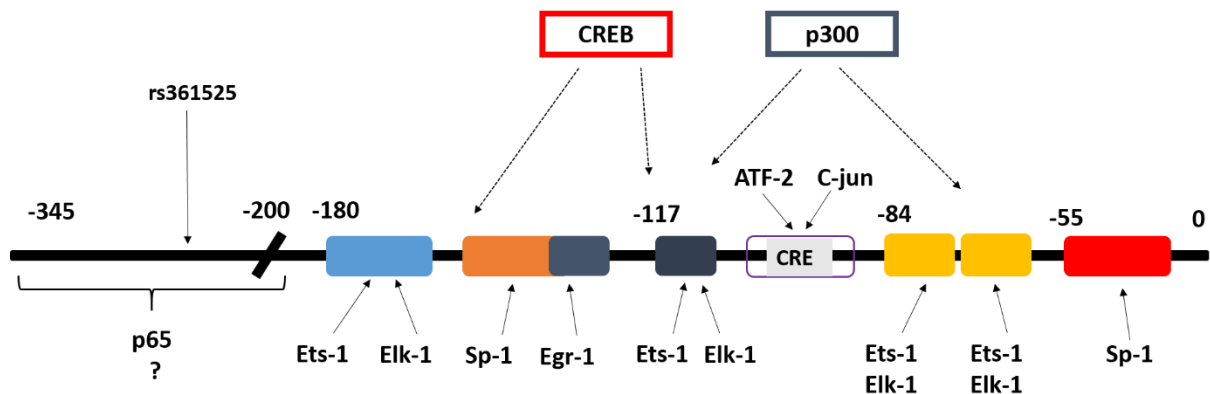 CREB
p300
rs361525
ATF-2
C-jun
-345
-200
-180
-117
-84
-55
0
CRE
p65
?
Ets-1
Elk-1
Sp-1
Egr-1
Ets-1
Elk-1
Ets-1
Elk-1
Ets-1
Elk-1
Sp-1